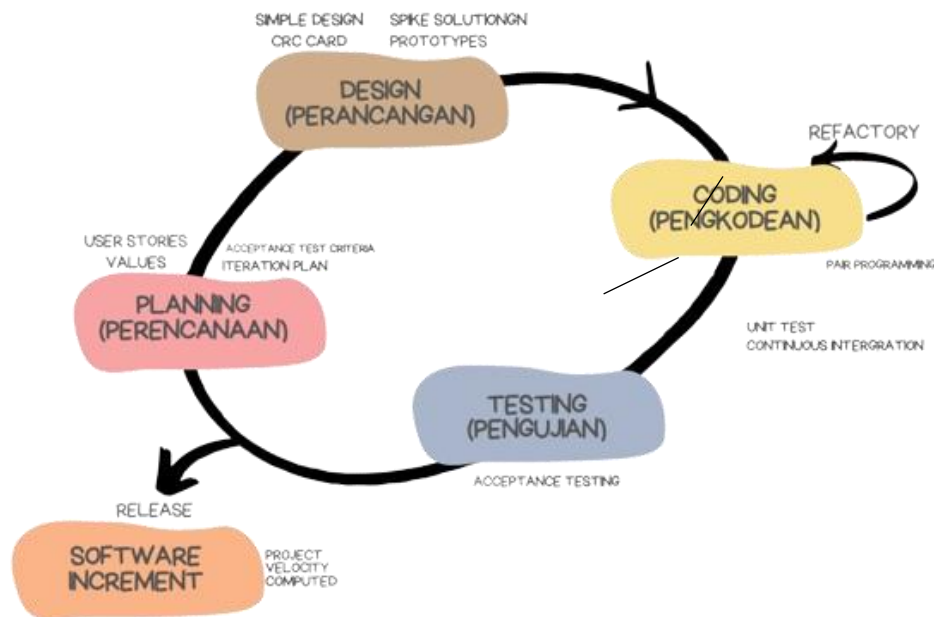 SIMPLE DESIGN
CRC CARD
SPIKE SOLUTIONGN
PROTOTYPES
DESIGN
(PERANCANGAN)
REFACTORY
CODING
(PENGKODEAN)
PAIR PROGRAMMING
USER STORIES
VALUES
ACCEPTANCE TEST CRITERIA
ITERATION PLAN
PLANNING
(PERENCANAAN)
UNIT TEST
CONTINUOUS INTERGRATION
TESTING
(PENGUJIAN)
ACCEPTANCE TESTING
RELEASE
SOFTWARE
INCREMENT
PROJECT
VELOCITY
COMPUTED